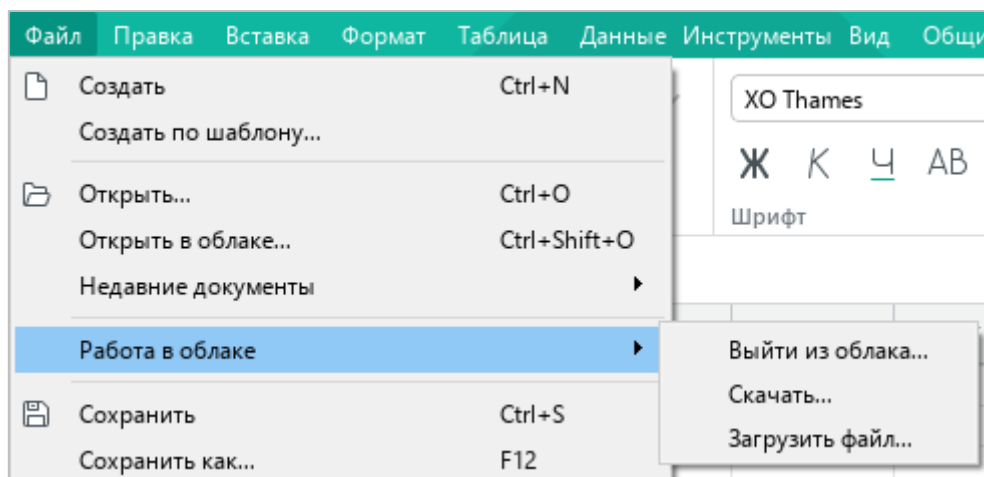 Файл Правка Вставка Формат Таблица Данные Инструменты Вид Общи
Создать Ctrl+N
Создать по шаблону...
Открыть... Ctrl+O
Открыть в облаке... Ctrl+Shift+O
Недавние документы
Работа в облаке
Сохранить Ctrl+S
Сохранить как... F12
XO Thames
Ж К Ч АВ
Шрифт
Выйти из облака...
Скачать...
Загрузить файл...